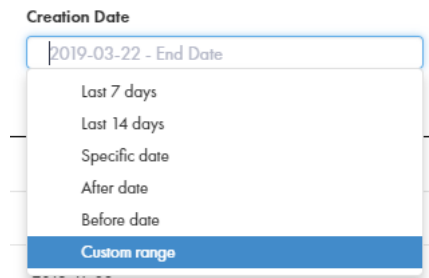 Creation Date
2019-03-22 - End Date
Last 7 days
Last 14 days
Specific date
After date
Before date
Custom range